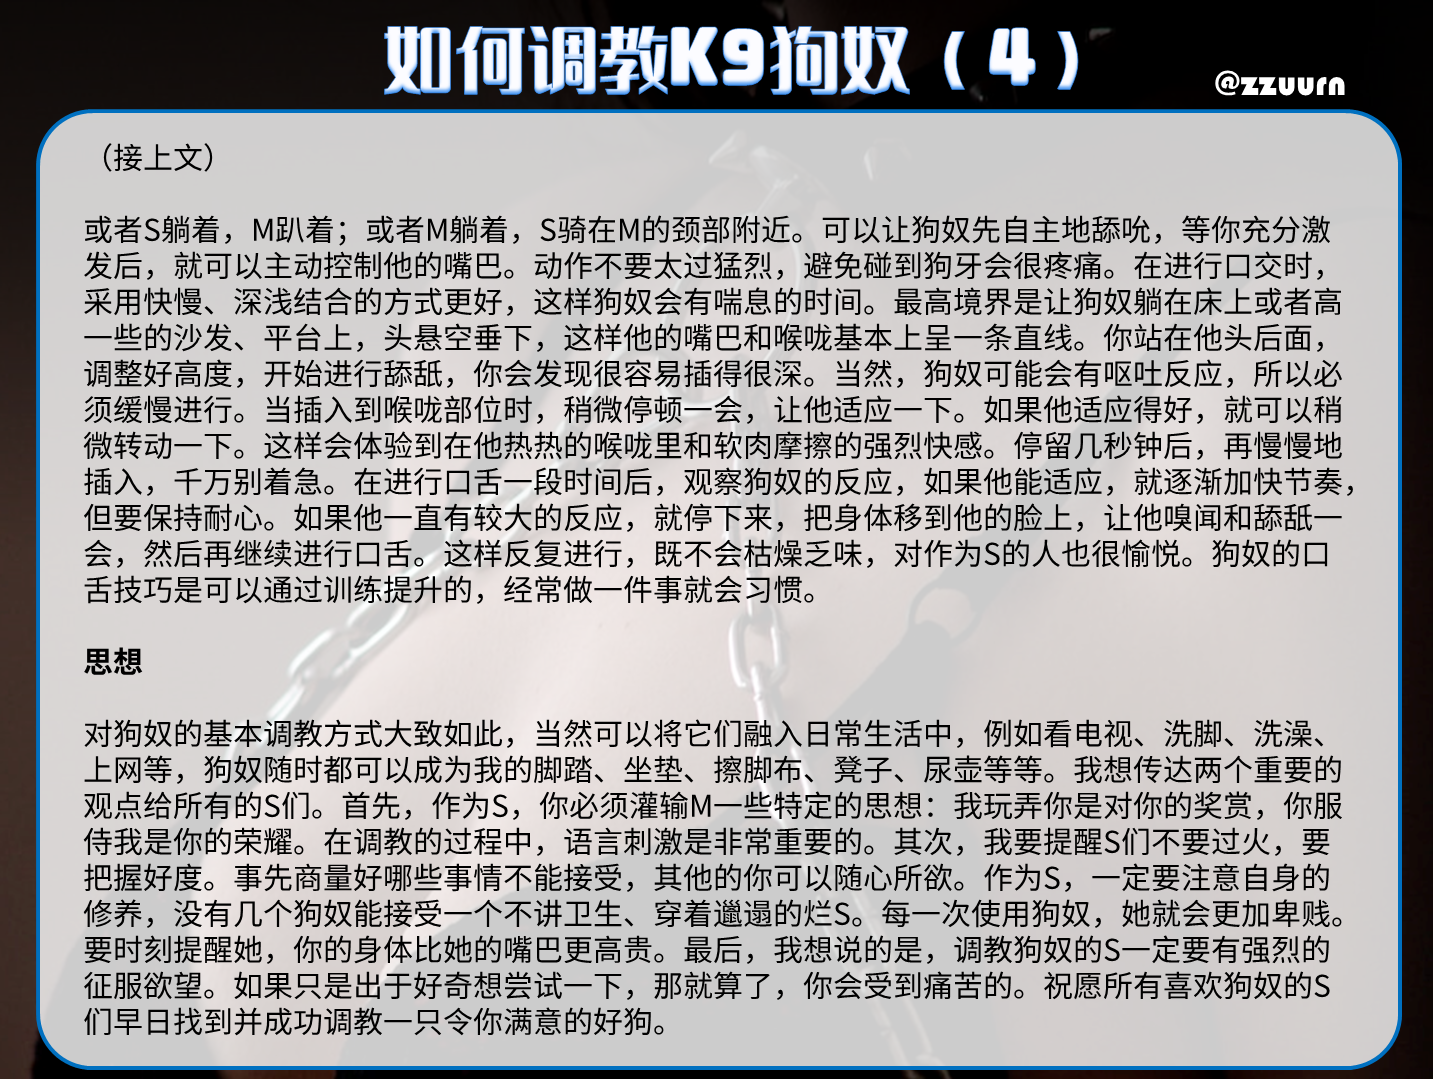 如何调教K9狗奴（4）
@zzuurn
（接上文）
或者S躺着，M趴着；或者M躺着，S骑在M的颈部附近。可以让狗奴先自主地舔吮，等你充分激
发后，就可以主动控制他的嘴巴。动作不要太过猛烈，避免碰到狗牙会很疼痛。在进行口交时，
采用快慢、深浅结合的方式更好，这样狗奴会有喘息的时间。最高境界是让狗奴躺在床上或者高
一些的沙发、平台上，头悬空垂下，这样他的嘴巴和喉咙基本上呈一条直线。你站在他头后面，
调整好高度，开始进行舔舐，你会发现很容易插得很深。当然，狗奴可能会有呕吐反应，所以必
须缓慢进行。当插入到喉咙部位时，稍微停顿一会，让他适应一下。如果他适应得好，就可以稍
微转动一下。这样会体验到在他热热的喉咙里和软肉摩擦的强烈快感。停留几秒钟后，再慢慢地
插入，千万别着急。在进行口舌一段时间后，观察狗奴的反应，如果他能适应，就逐渐加快节奏，
但要保持耐心。如果他一直有较大的反应，就停下来，把身体移到他的脸上，让他嗅闻和舔舐一
会，然后再继续进行口舌。这样反复进行，既不会枯燥乏味，对作为S的人也很愉悦。狗奴的口
舌技巧是可以通过训练提升的，经常做一件事就会习惯。
思想
对狗奴的基本调教方式大致如此，当然可以将它们融入日常生活中，例如看电视、洗脚、洗澡、
上网等，狗奴随时都可以成为我的脚踏、坐垫、擦脚布、凳子、尿壶等等。我想传达两个重要的
观点给所有的S们。首先，作为S，你必须灌输M一些特定的思想：我玩弄你是对你的奖赏，你服
侍我是你的荣耀。在调教的过程中，语言刺激是非常重要的。其次，我要提醒S们不要过火，要
把握好度。事先商量好哪些事情不能接受，其他的你可以随心所欲。作为S，一定要注意自身的
修养，没有几个狗奴能接受一个不讲卫生、穿着邋遢的烂S。每一次使用狗奴，她就会更加卑贱。
要时刻提醒她，你的身体比她的嘴巴更高贵。最后，我想说的是，调教狗奴的S一定要有强烈的
征服欲望。如果只是出于好奇想尝试一下，那就算了，你会受到痛苦的。祝愿所有喜欢狗奴的S
们早日找到并成功调教一只令你满意的好狗。